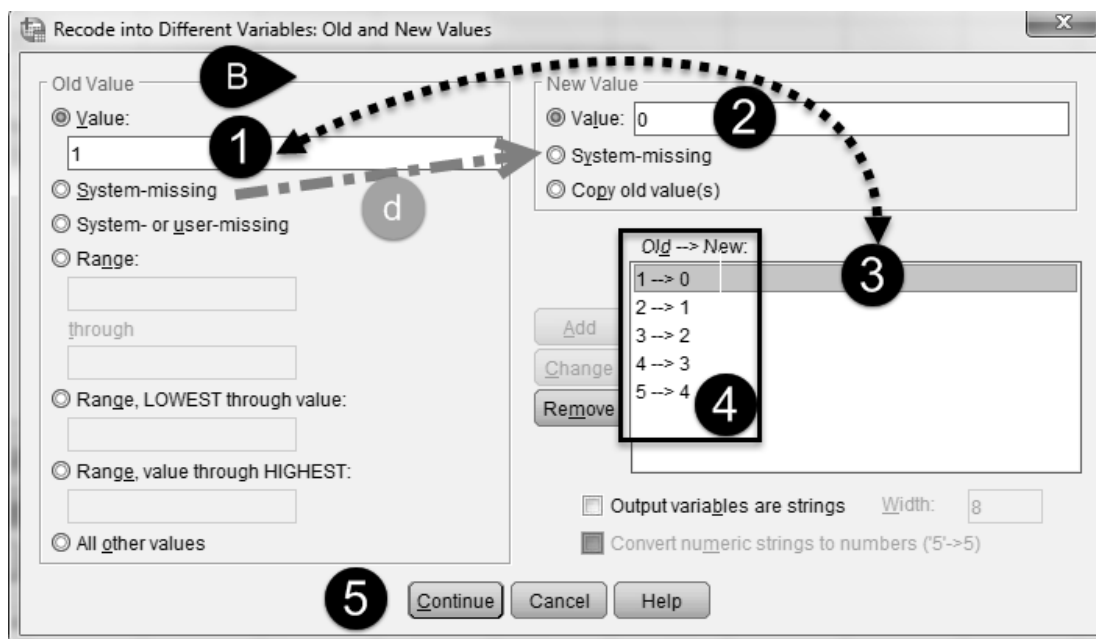 Recode into Different Variables: Old and New Values
X
Old Value
B
Value:
1
1
System-missing
d
System- or user-missing
Range:
through
Range, LOWEST through value:
Range, value through HIGHEST:
All other values
New Value
Value: 0
2
System-missing
Copy old value(s)
Old --> New:
3
1 --> 0
2 --> 1
3 --> 2
4 --> 3
5 --> 4
4
Add
Change
Remove
Output variables are strings Width: 8
Convert numeric strings to numbers ('5'->5)
5
Continue Cancel Help